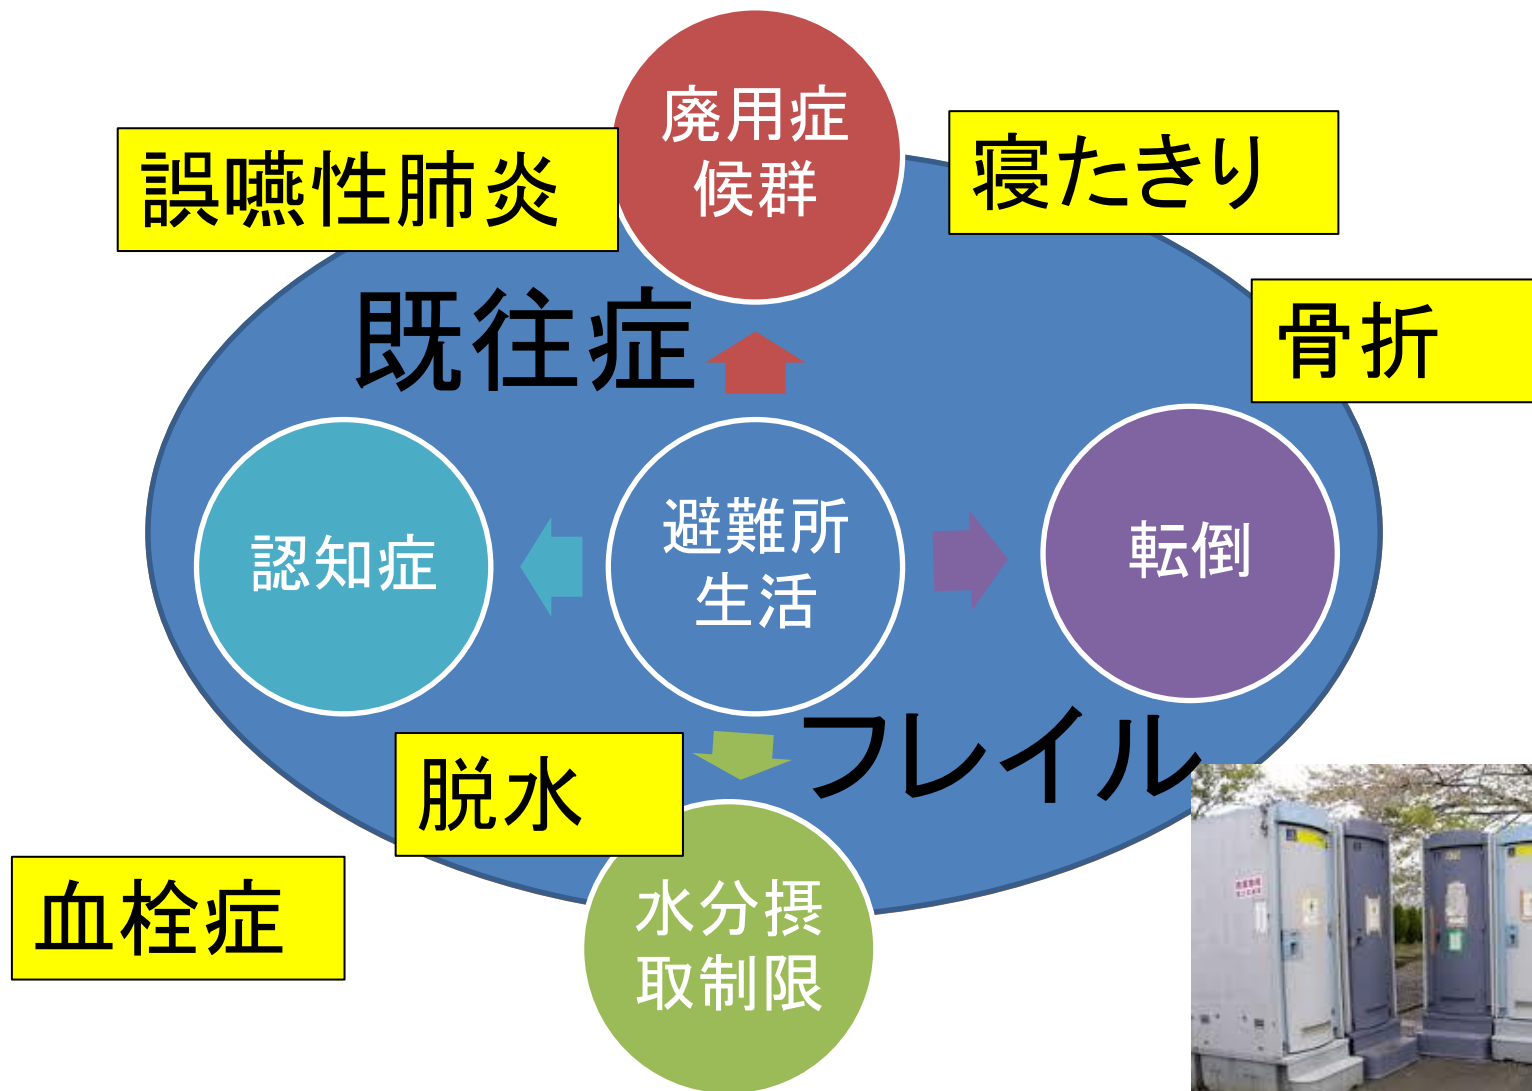 廃用症
候群
誤嚥性肺炎
寝たきり
既往症
骨折
認知症
避難所
生活
転倒
フレイル
脱水
血栓症
水分摂
取制限